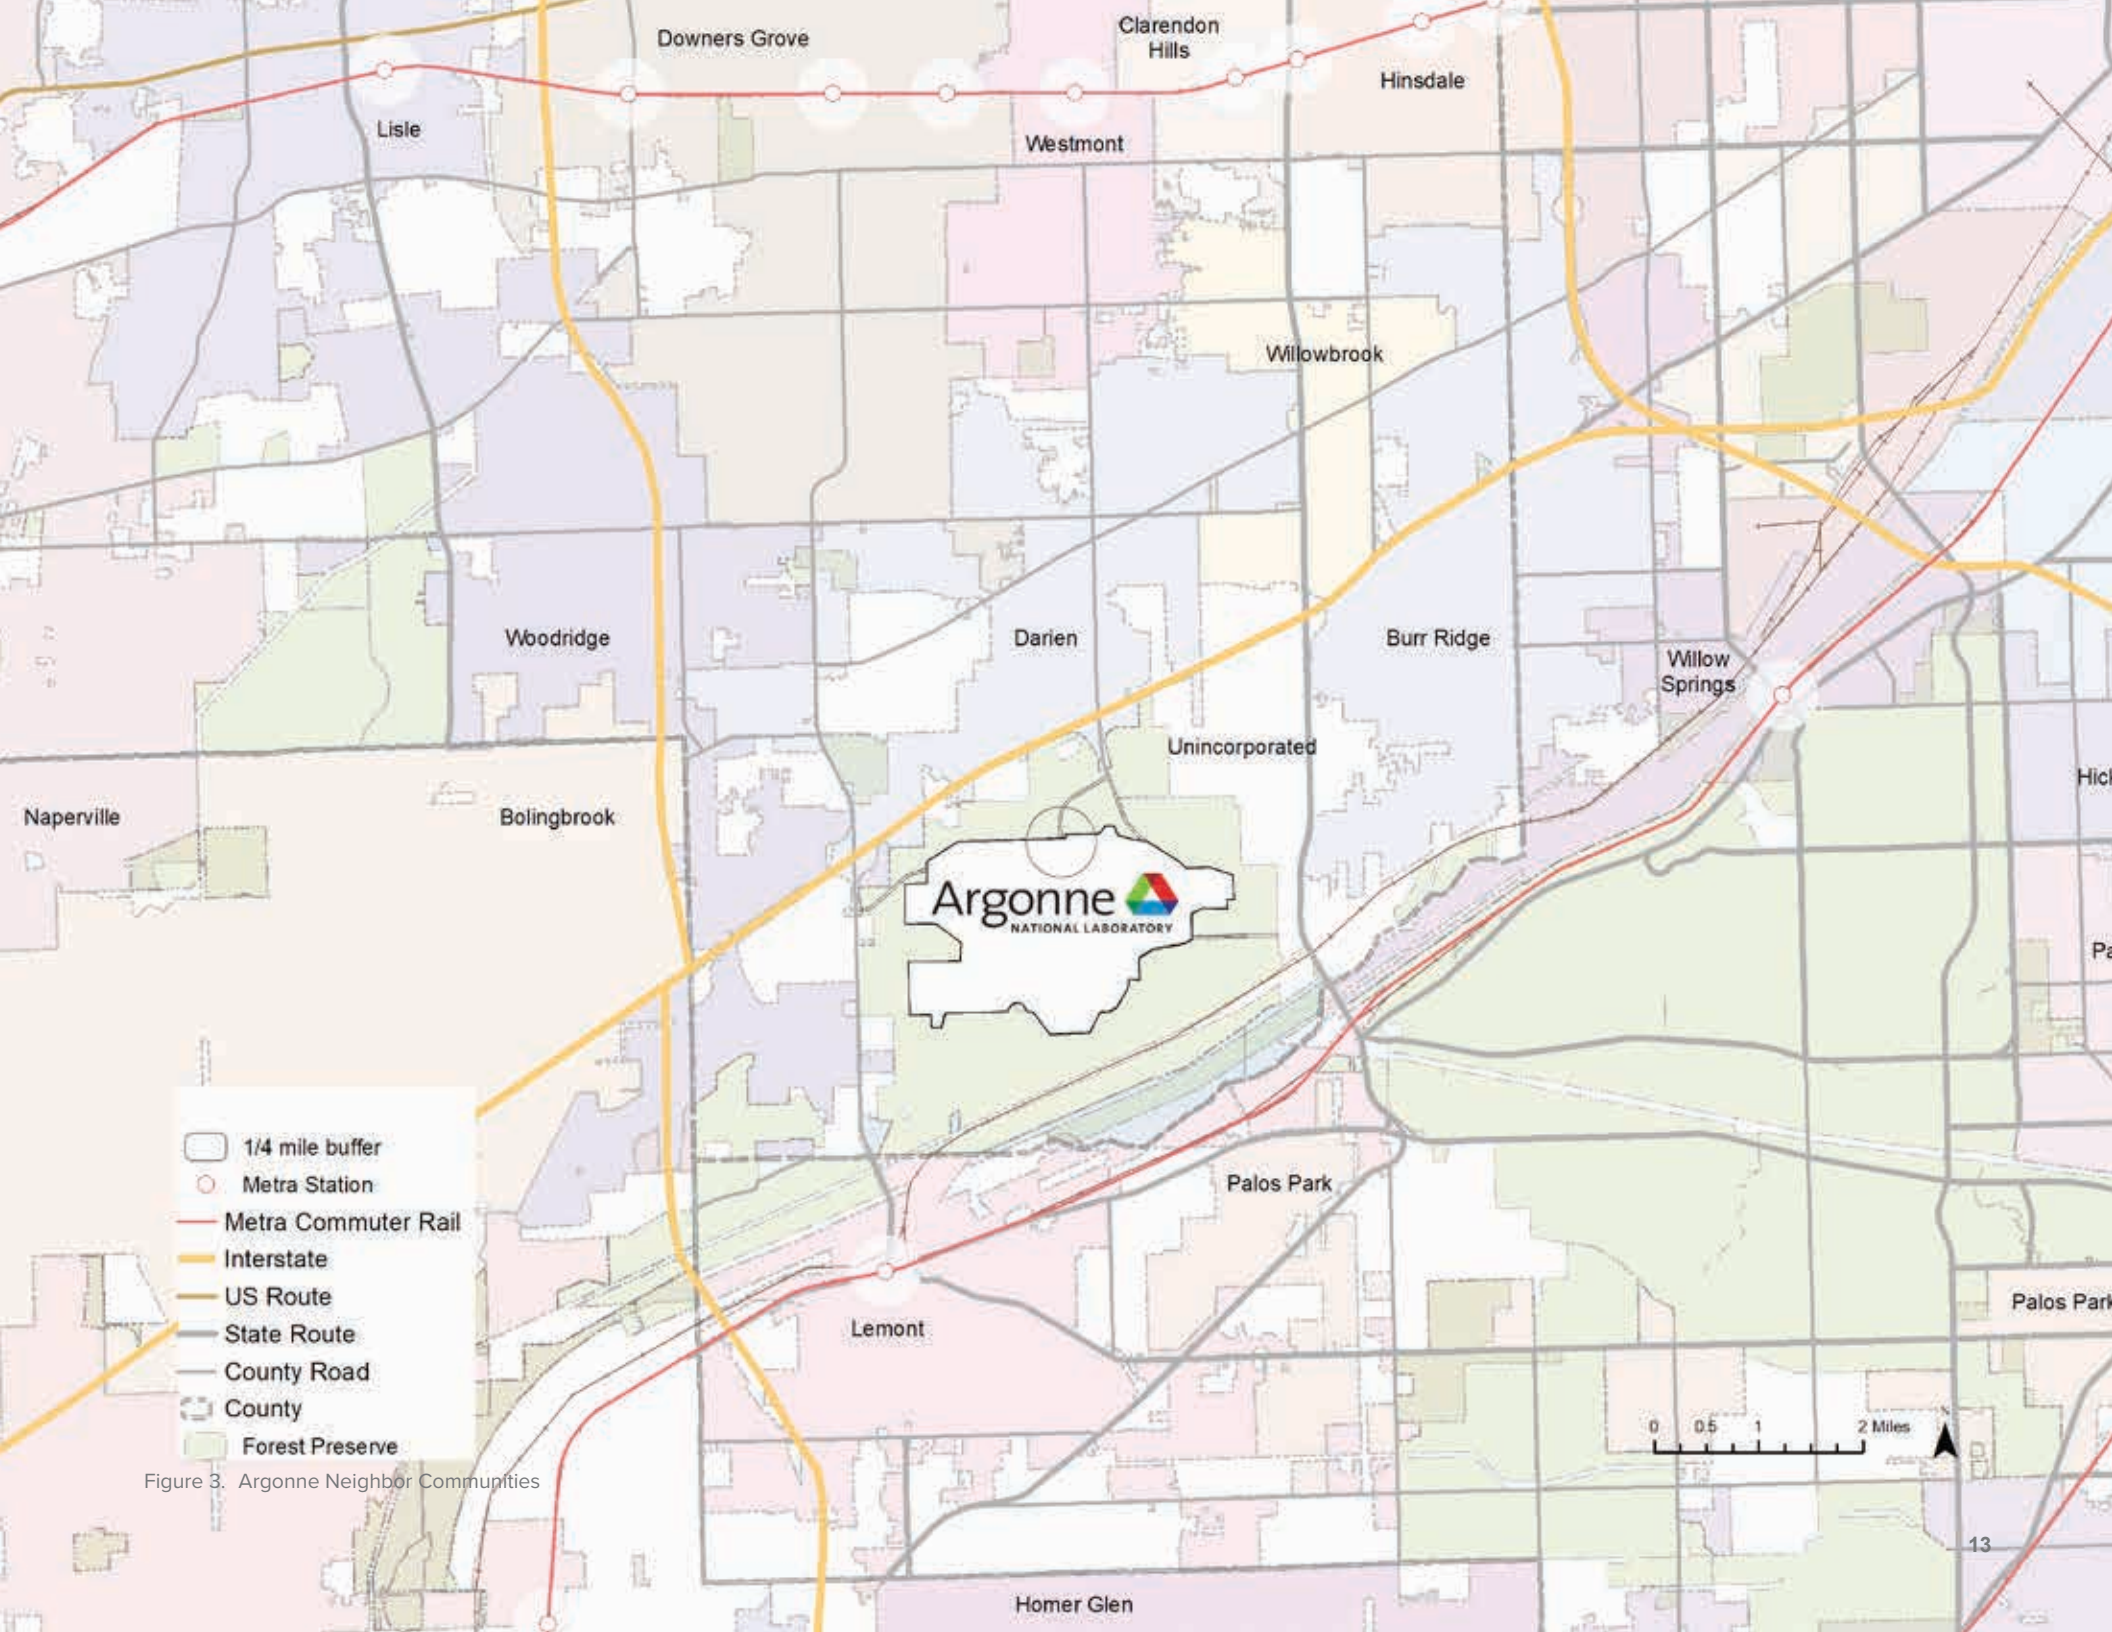 Downers Grove
Clarendon
Hills
Hinsdale
Lisle
Westmont
Willowbrook
Woodridge
Darien
Burr Ridge
Willow
Springs
Unincorporated
Naperville
Bolingbrook
Argonne
NATIONAL LABORATORY
Palos Park
Lemont
Palos Park
Homer Glen
1/4 mile buffer
Metra Station
Metra Commuter Rail
Interstate
US Route
State Route
County Road
County
Forest Preserve
0 0.5 1 2 Miles
N
Figure 3. Argonne Neighbor Communities
13